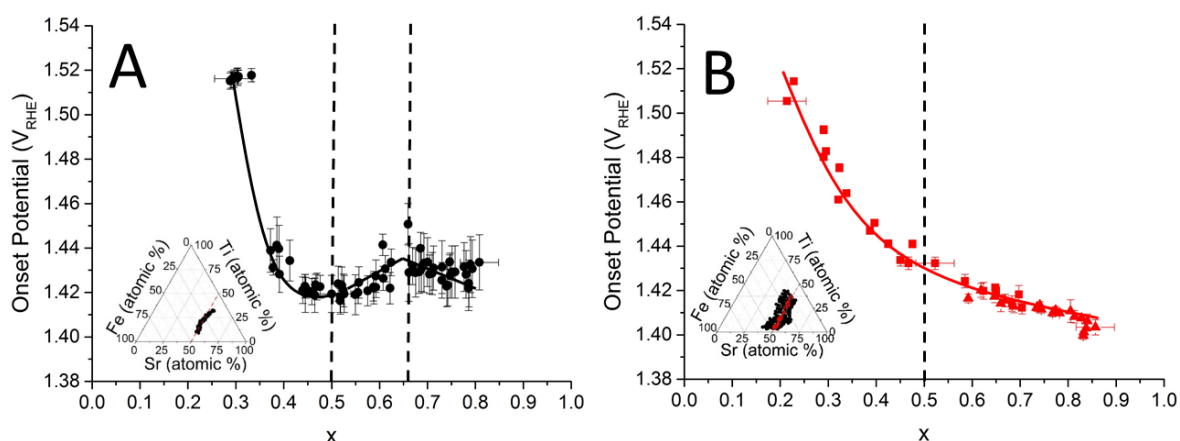 A
Onset Potential (V_RHE)
1.54
1.52
1.50
1.48
1.46
1.44
1.42
1.40
1.38
0.0 0.1 0.2 0.3 0.4 0.5 0.6 0.7 0.8 0.9 1.0
x
Fe (atomic %)
Ti (atomic %)
Sr (atomic %)
0 100
25 75
50 50
75 25
100 0
0 25 50 75 100
B
Onset Potential (V_RHE)
1.54
1.52
1.50
1.48
1.46
1.44
1.42
1.40
1.38
0.0 0.1 0.2 0.3 0.4 0.5 0.6 0.7 0.8 0.9 1.0
x
Fe (atomic %)
Ti (atomic %)
Sr (atomic %)
0 100
25 75
50 50
75 25
100 0
0 25 50 75 100